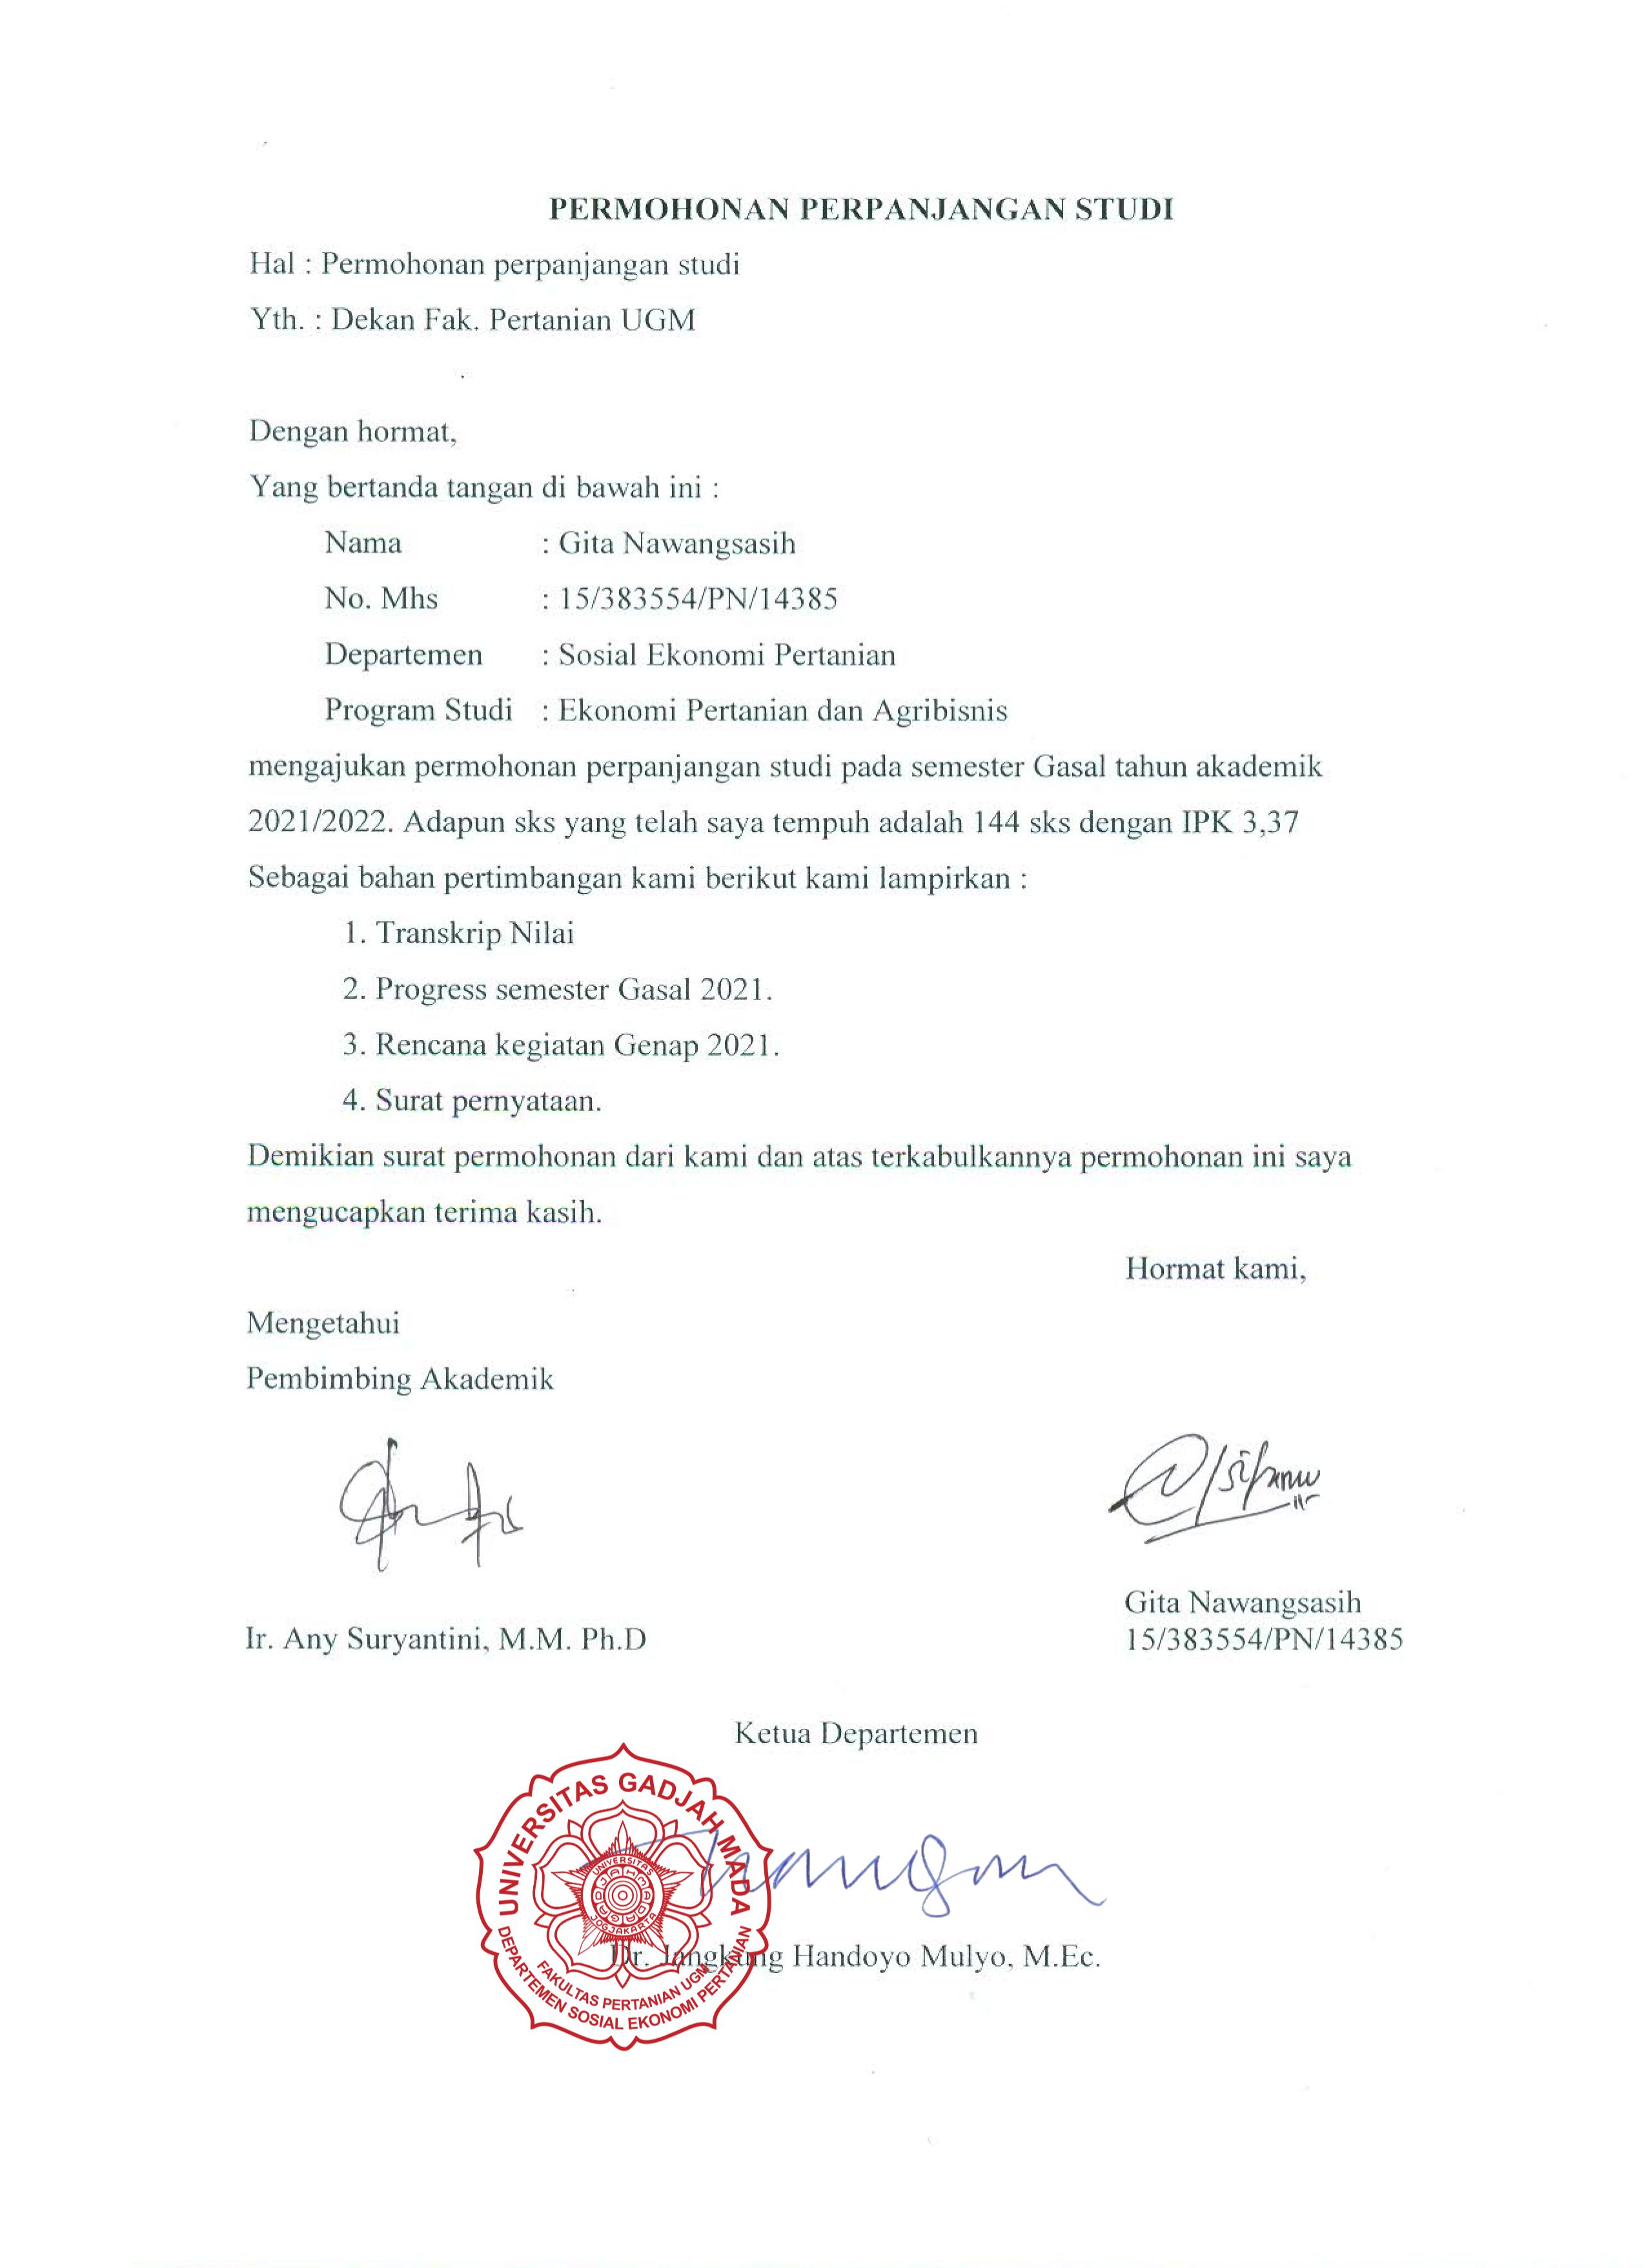 PERMOHONAN PERPANJANGAN STUDI
Hal : Permohonan perpanjangan studi
Yth. : Dekan Fak. Pertanian UGM
Dengan hormat,
Yang bertanda tangan di bawah ini :
Nama : Gita Nawangsasih
No. Mhs : 15/383554/PN/14385
Departemen : Sosial Ekonomi Pertanian
Program Studi : Ekonomi Pertanian dan Agribisnis
mengajukan permohonan perpanjangan studi pada semester Gasal tahun akademik
2021/2022. Adapun sks yang telah saya tempuh adalah 144 sks dengan IPK 3,37
Sebagai bahan pertimbangan kami berikut kami lampirkan :
1. Transkrip Nilai
2. Progress semester Gasal 2021.
3. Rencana kegiatan Genap 2021.
4. Surat pernyataan.
Demikian surat permohonan dari kami dan atas terkabulkannya permohonan ini saya
mengucapkan terima kasih.
Hormat kami,
Mengetahui
Pembimbing Akademik
Gita Nawangsasih
Ir. Any Suryantini, M.M. Ph.D
15/383554/PN/14385
Ketua Departemen
UNIVERSITAS GADJAH MADA
UNIVERSITAS
GADJAH MADA
JOGJAKARTA
Dr. Jangkung Handoyo Mulyo, M.Ec.
FAKULTAS PERTANIAN UGM
DEPARTEMEN SOSIAL EKONOMI PERTANIAN